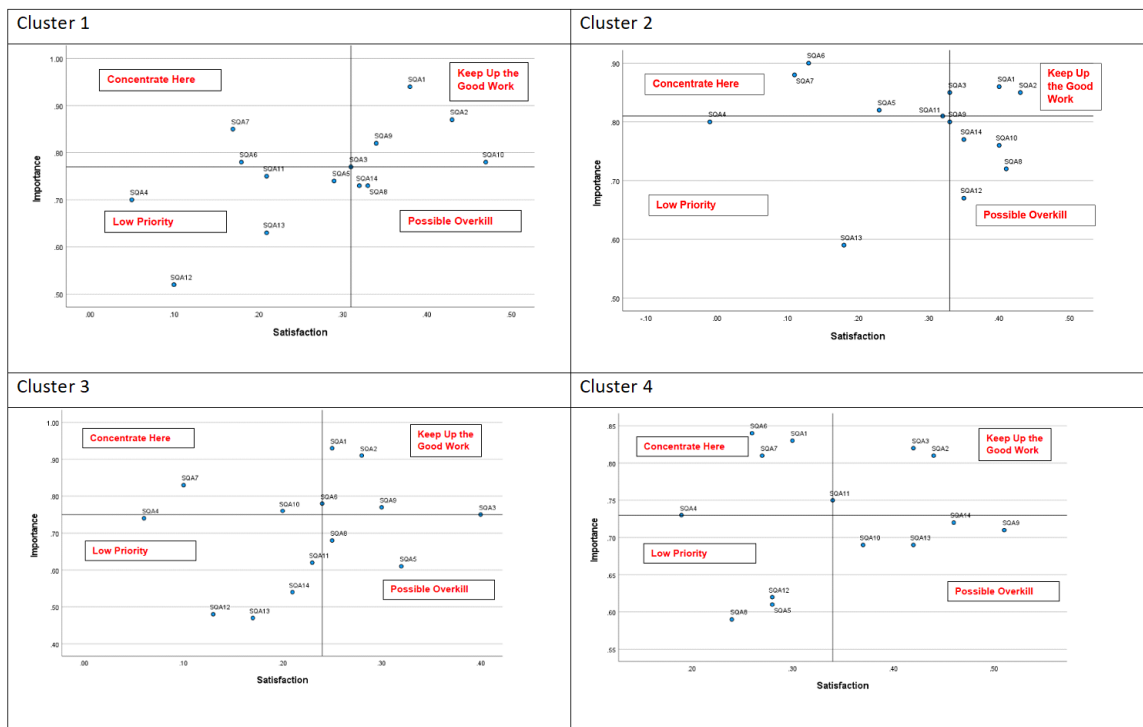 Cluster 1
Cluster 2
1.00
.90
.80
.70
.60
.50
.00
.10
.20
.30
.40
.50
Importance
Satisfaction
Concentrate Here
Keep Up the
Good Work
Low Priority
Possible Overkill
SQA1
SQA2
SQA7
SQA9
SQA6
SQA3
SQA10
SQA11
SQA5
SQA14
SQA8
SQA4
SQA13
SQA12
.90
.80
.70
.60
.50
-.10
.00
.10
.20
.30
.40
.50
Importance
Satisfaction
Concentrate Here
Keep Up
the Good
Work
Low Priority
Possible Overkill
SQA6
SQA7
SQA3
SQA1
SQA2
SQA5
SQA11
SQA4
SQA9
SQA14
SQA10
SQA8
SQA12
SQA13
Cluster 3
Cluster 4
1.00
.90
.80
.70
.60
.50
.40
.00
.10
.20
.30
.40
Importance
Satisfaction
Concentrate Here
Keep Up the
Good Work
Low Priority
Possible Overkill
SQA1
SQA2
SQA7
SQA6
SQA10
SQA9
SQA3
SQA4
SQA8
SQA11
SQA5
SQA14
SQA12
SQA13
.85
.80
.75
.70
.65
.60
.55
.20
.30
.40
.50
Importance
Satisfaction
Concentrate Here
Keep Up the
Good Work
Low Priority
Possible Overkill
SQA6
SQA1
SQA7
SQA3
SQA2
SQA11
SQA4
SQA14
SQA9
SQA10
SQA13
SQA12
SQA5
SQA8